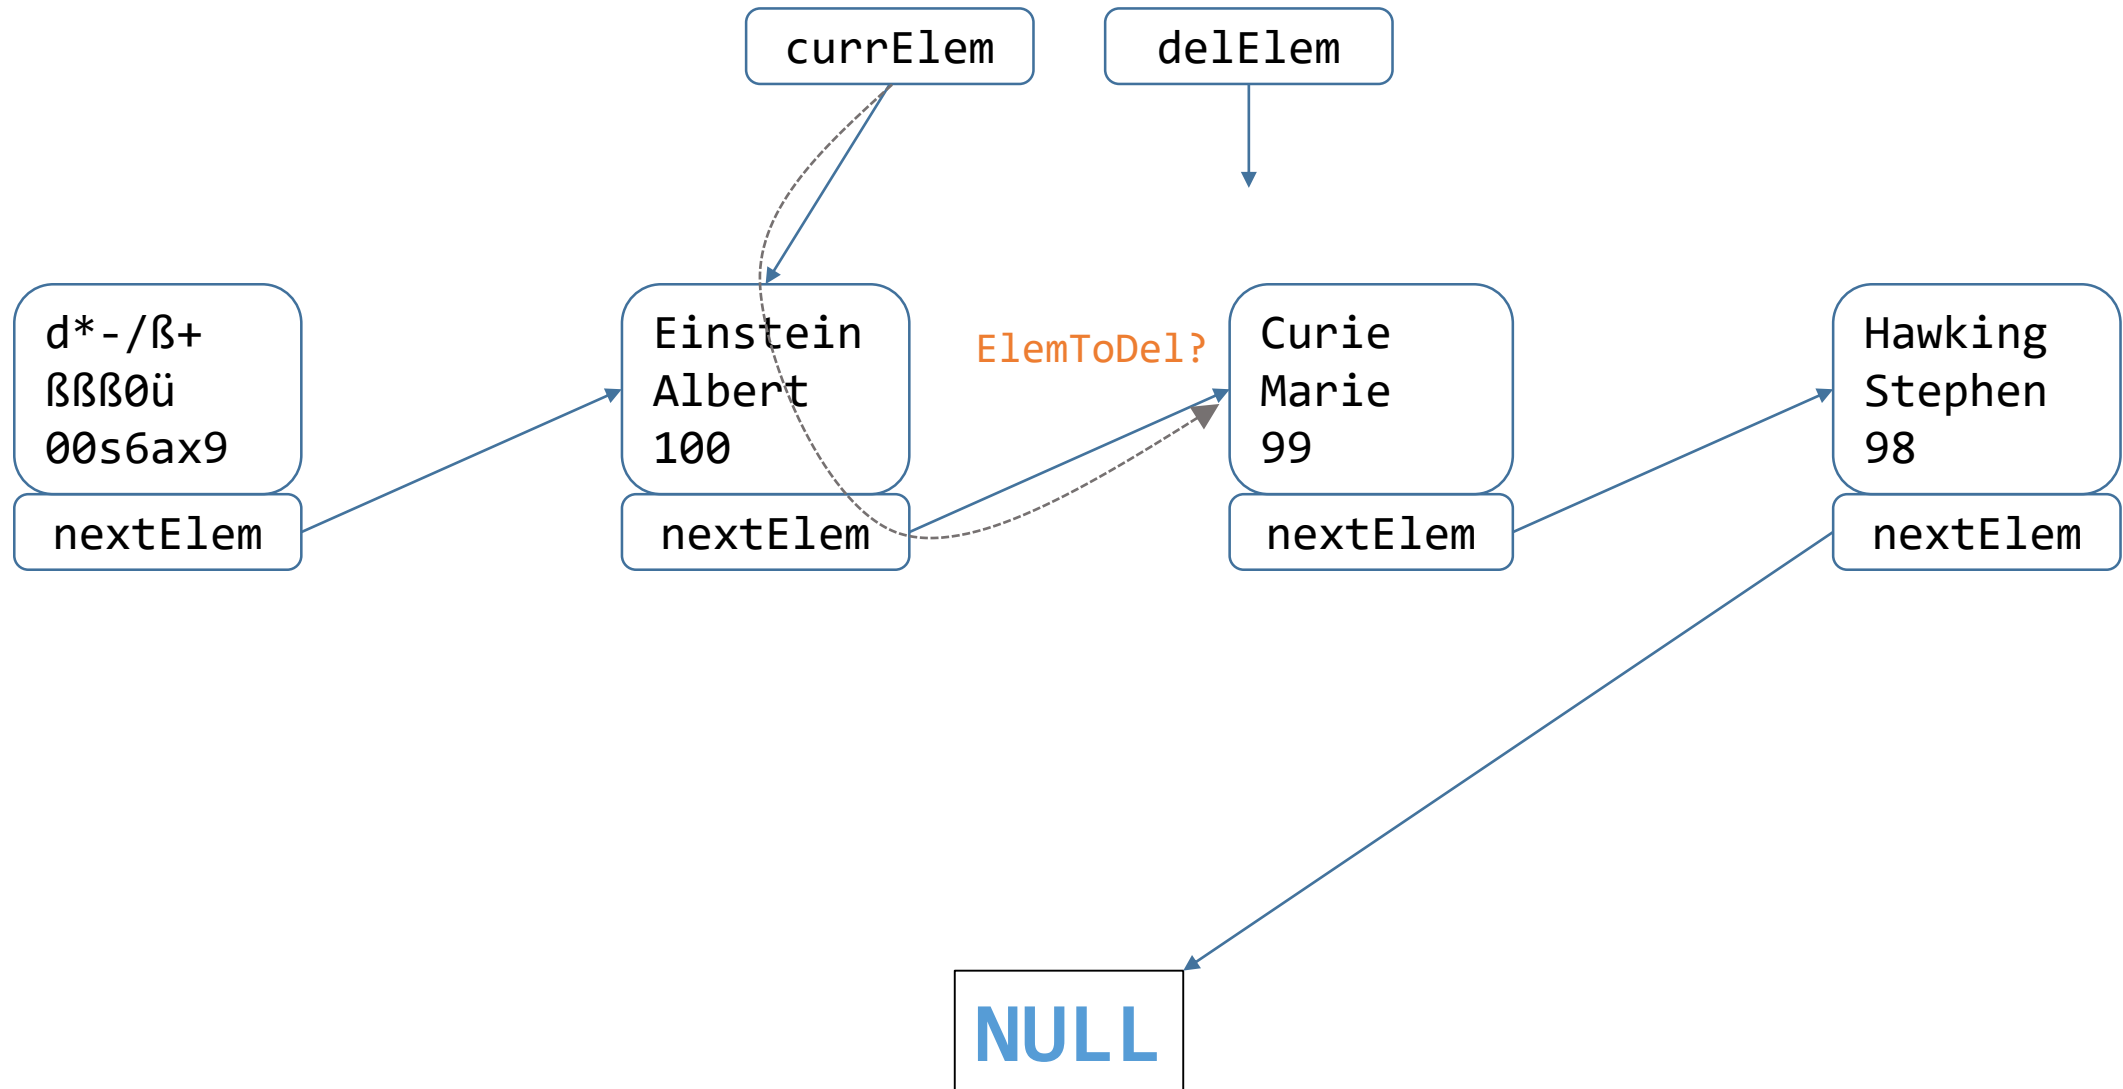 currElem
delElem
d*-/ß+
ßßß0ü
00s6ax9
nextElem
Einstein
Albert
100
nextElem
ElemToDel?
Curie
Marie
99
nextElem
Hawking
Stephen
98
nextElem
NULL